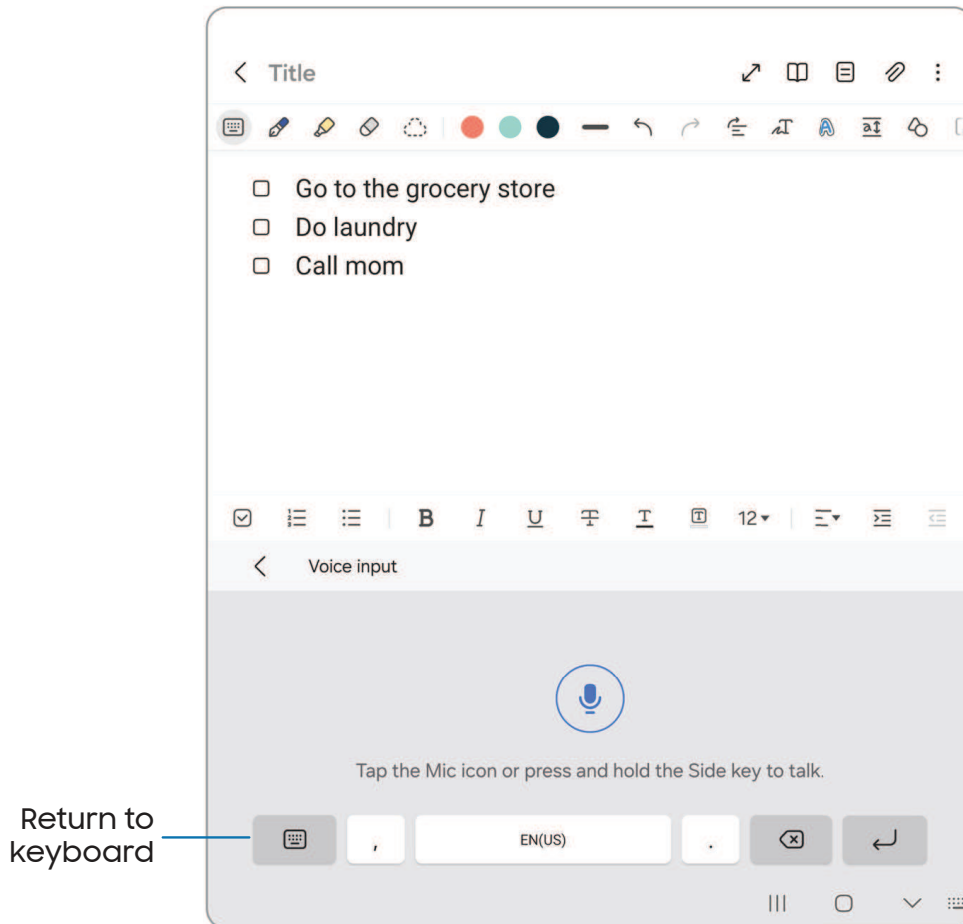 Title
Go to the grocery store
Do laundry
Call mom
B I U T T T 12
Voice input
Tap the Mic icon or press and hold the Side key to talk.
Return to
keyboard
, EN(US) .